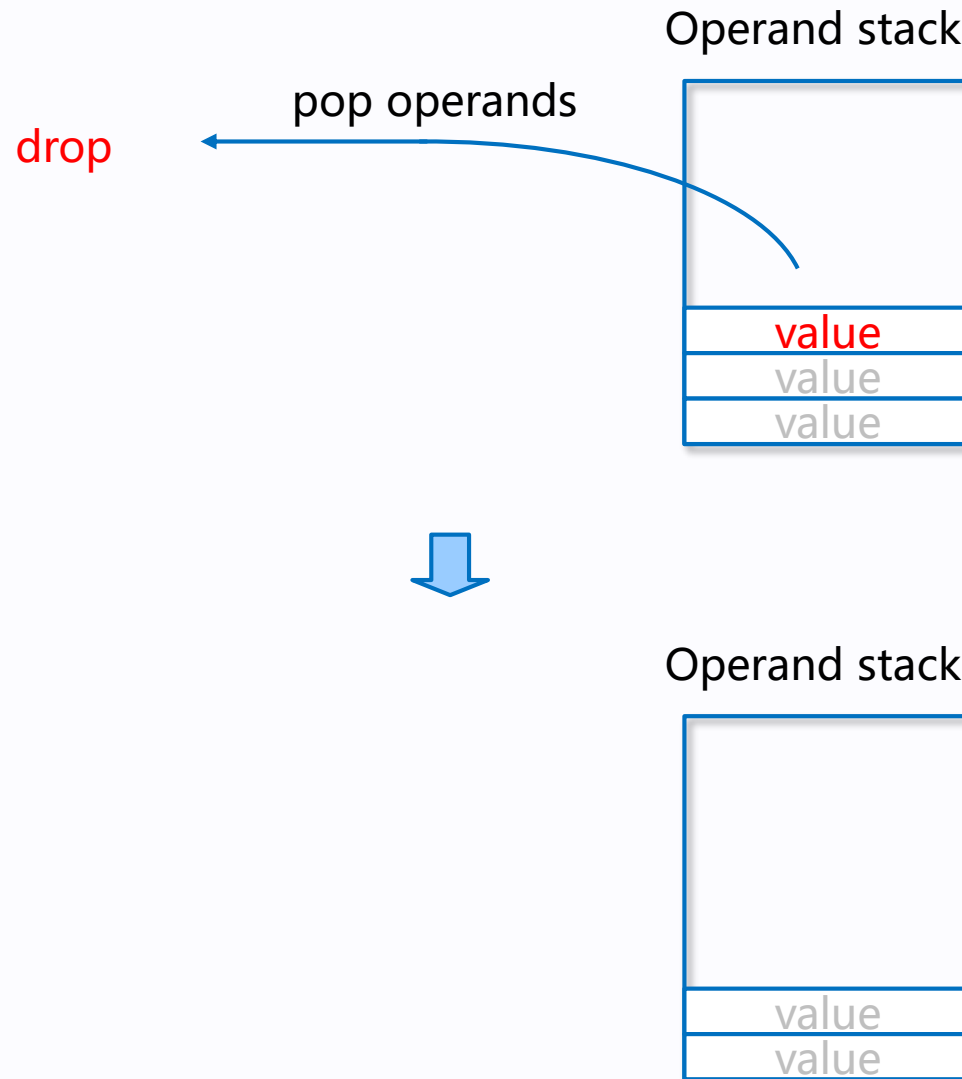 Operand stack
pop operands
drop
value
value
value
Operand stack
value
value